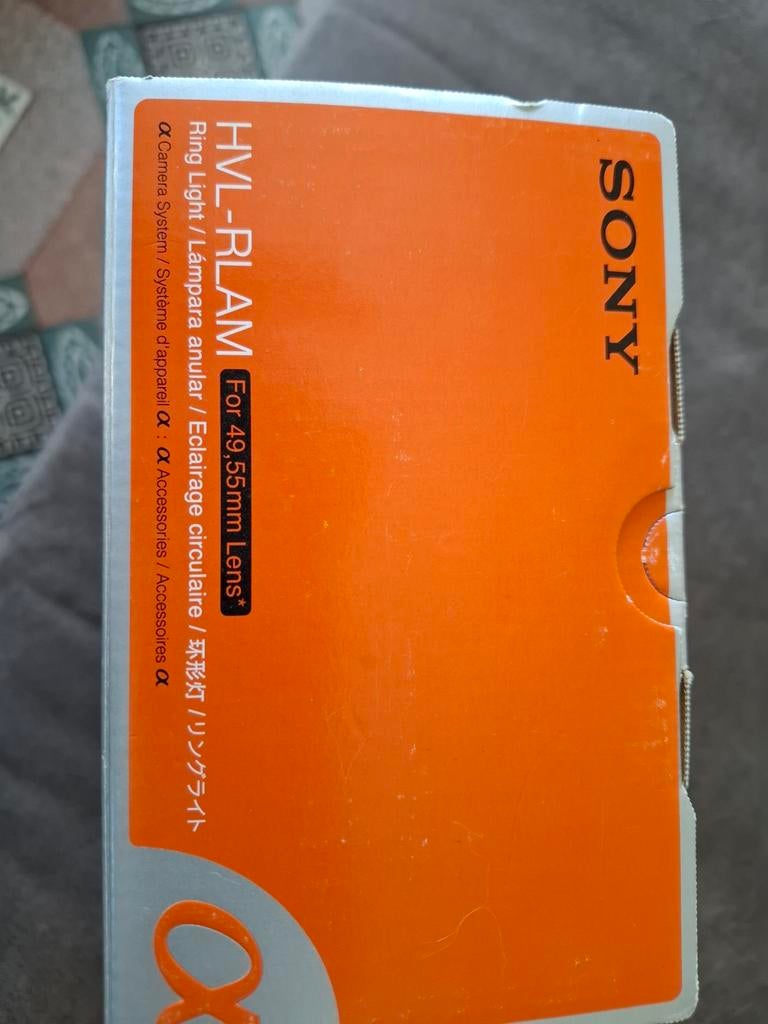 SONY
HVL-RLAM For 49,55mm Lens*
Ring Light / Lámpara anular / Eclairage circulaire / 环形灯 / リングライト
α Camera System / Système d'appareil α : α Accessories / Accessoires α
α